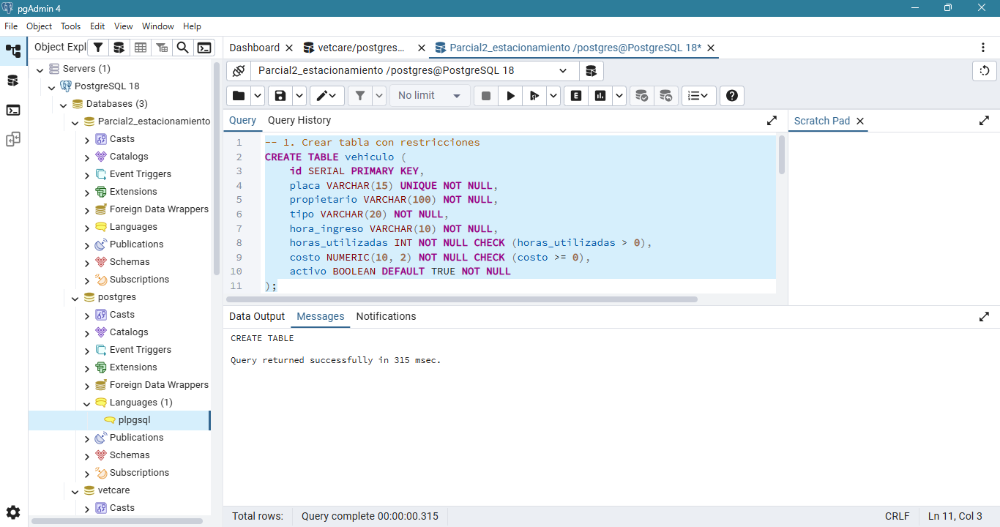 pgAdmin 4
File Object Tools Edit View Window Help
Object Expl
Servers (1)
PostgreSQL 18
Databases (3)
Parcial2_estacionamiento
Casts
Catalogs
Event Triggers
Extensions
Foreign Data Wrappers
Languages
Publications
Schemas
Subscriptions
postgres
Casts
Catalogs
Event Triggers
Extensions
Foreign Data Wrappers
Languages (1)
plpgsql
Publications
Schemas
Subscriptions
vetcare
Casts
Dashboard vetcare/postgres... Parcial2_estacionamiento /postgres@PostgreSQL 18*
Parcial2_estacionamiento /postgres@PostgreSQL 18
No limit E
Query Query History
Scratch Pad
1 -- 1. Crear tabla con restricciones
2 CREATE TABLE vehiculo (
3 id SERIAL PRIMARY KEY,
4 placa VARCHAR(15) UNIQUE NOT NULL,
5 propietario VARCHAR(100) NOT NULL,
6 tipo VARCHAR(20) NOT NULL,
7 hora_ingreso VARCHAR(10) NOT NULL,
8 horas_utilizadas INT NOT NULL CHECK (horas_utilizadas > 0),
9 costo NUMERIC(10, 2) NOT NULL CHECK (costo >= 0),
10 activo BOOLEAN DEFAULT TRUE NOT NULL
11 );
Data Output Messages Notifications
CREATE TABLE
Query returned successfully in 315 msec.
Total rows: Query complete 00:00:00.315 CRLF Ln 11, Col 3